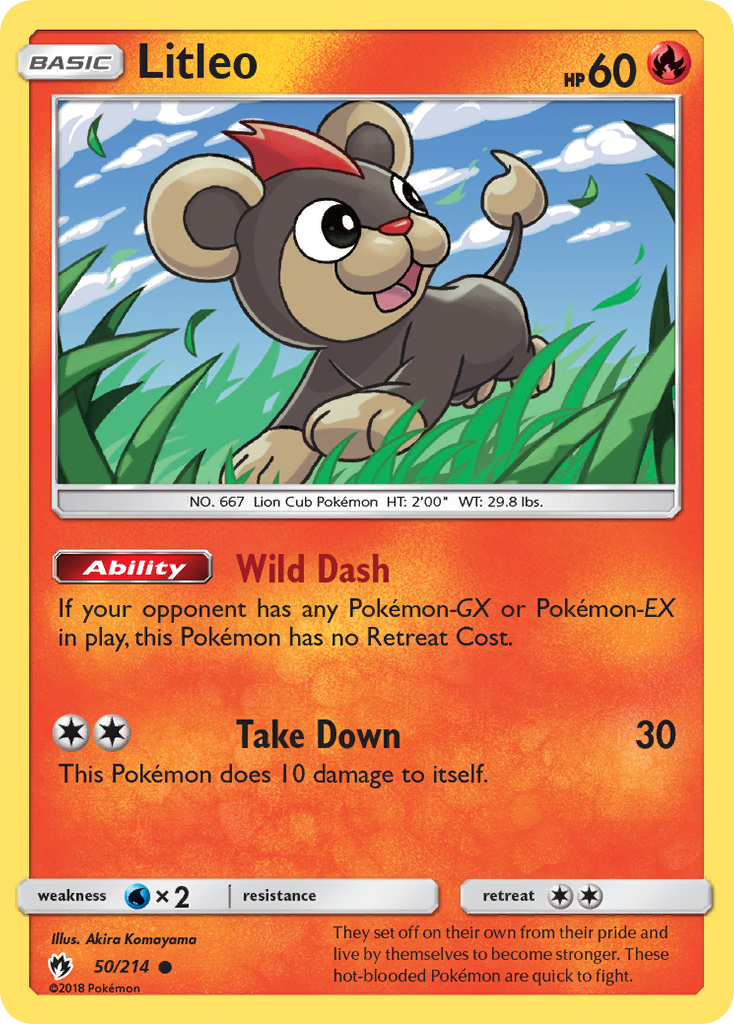 BASIC Litleo HP 60
NO. 667 Lion Cub Pokémon HT: 2'00" WT: 29.8 lbs.
Ability Wild Dash
If your opponent has any Pokémon-GX or Pokémon-EX
in play, this Pokémon has no Retreat Cost.
Take Down 30
This Pokémon does 10 damage to itself.
weakness ×2 resistance retreat
Illus. Akira Komayama
50/214
©2018 Pokémon
They set off on their own from their pride and
live by themselves to become stronger. These
hot-blooded Pokémon are quick to fight.